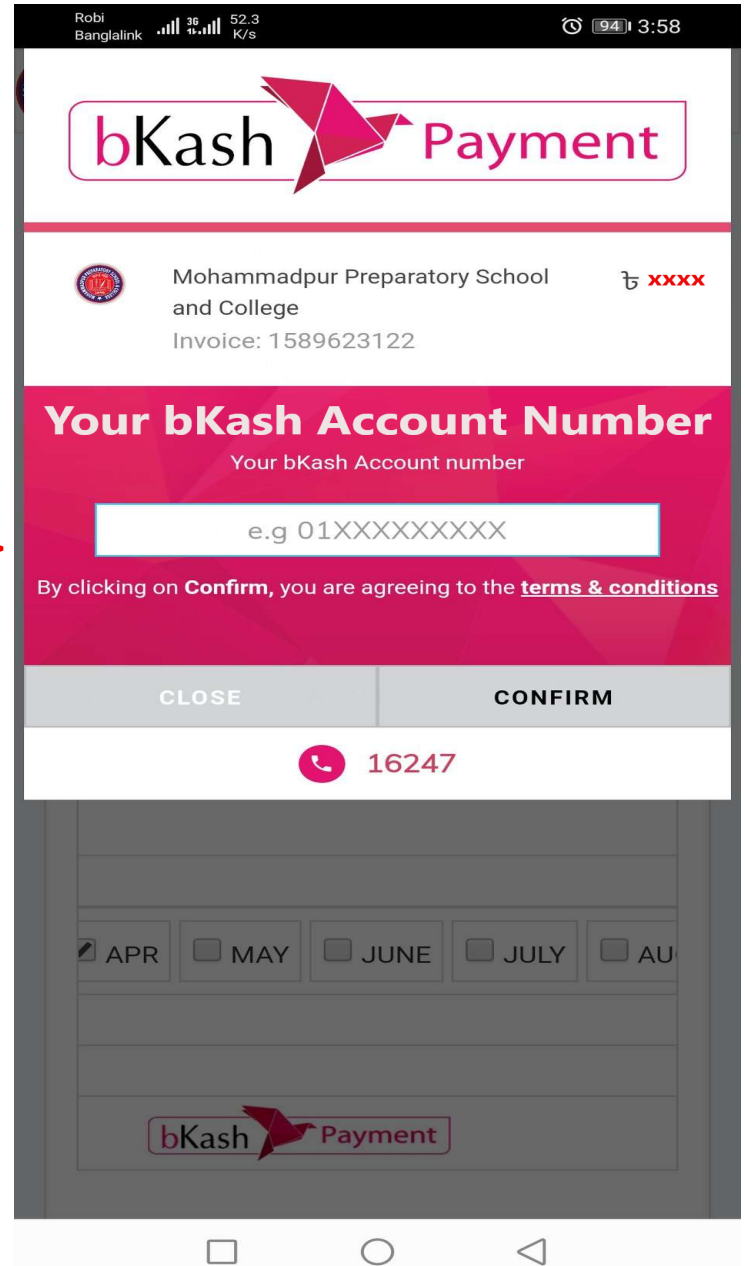 Robi
Banglalink 3G 52.3 K/s 94 3:58
bKash Payment
Mohammadpur Preparatory School ৳ xxxx
and College
Invoice: 1589623122
Your bKash Account Number
Your bKash Account number
e.g 01XXXXXXXXX
By clicking on Confirm, you are agreeing to the terms & conditions
CLOSE CONFIRM
16247
APR MAY JUNE JULY AU
bKash Payment